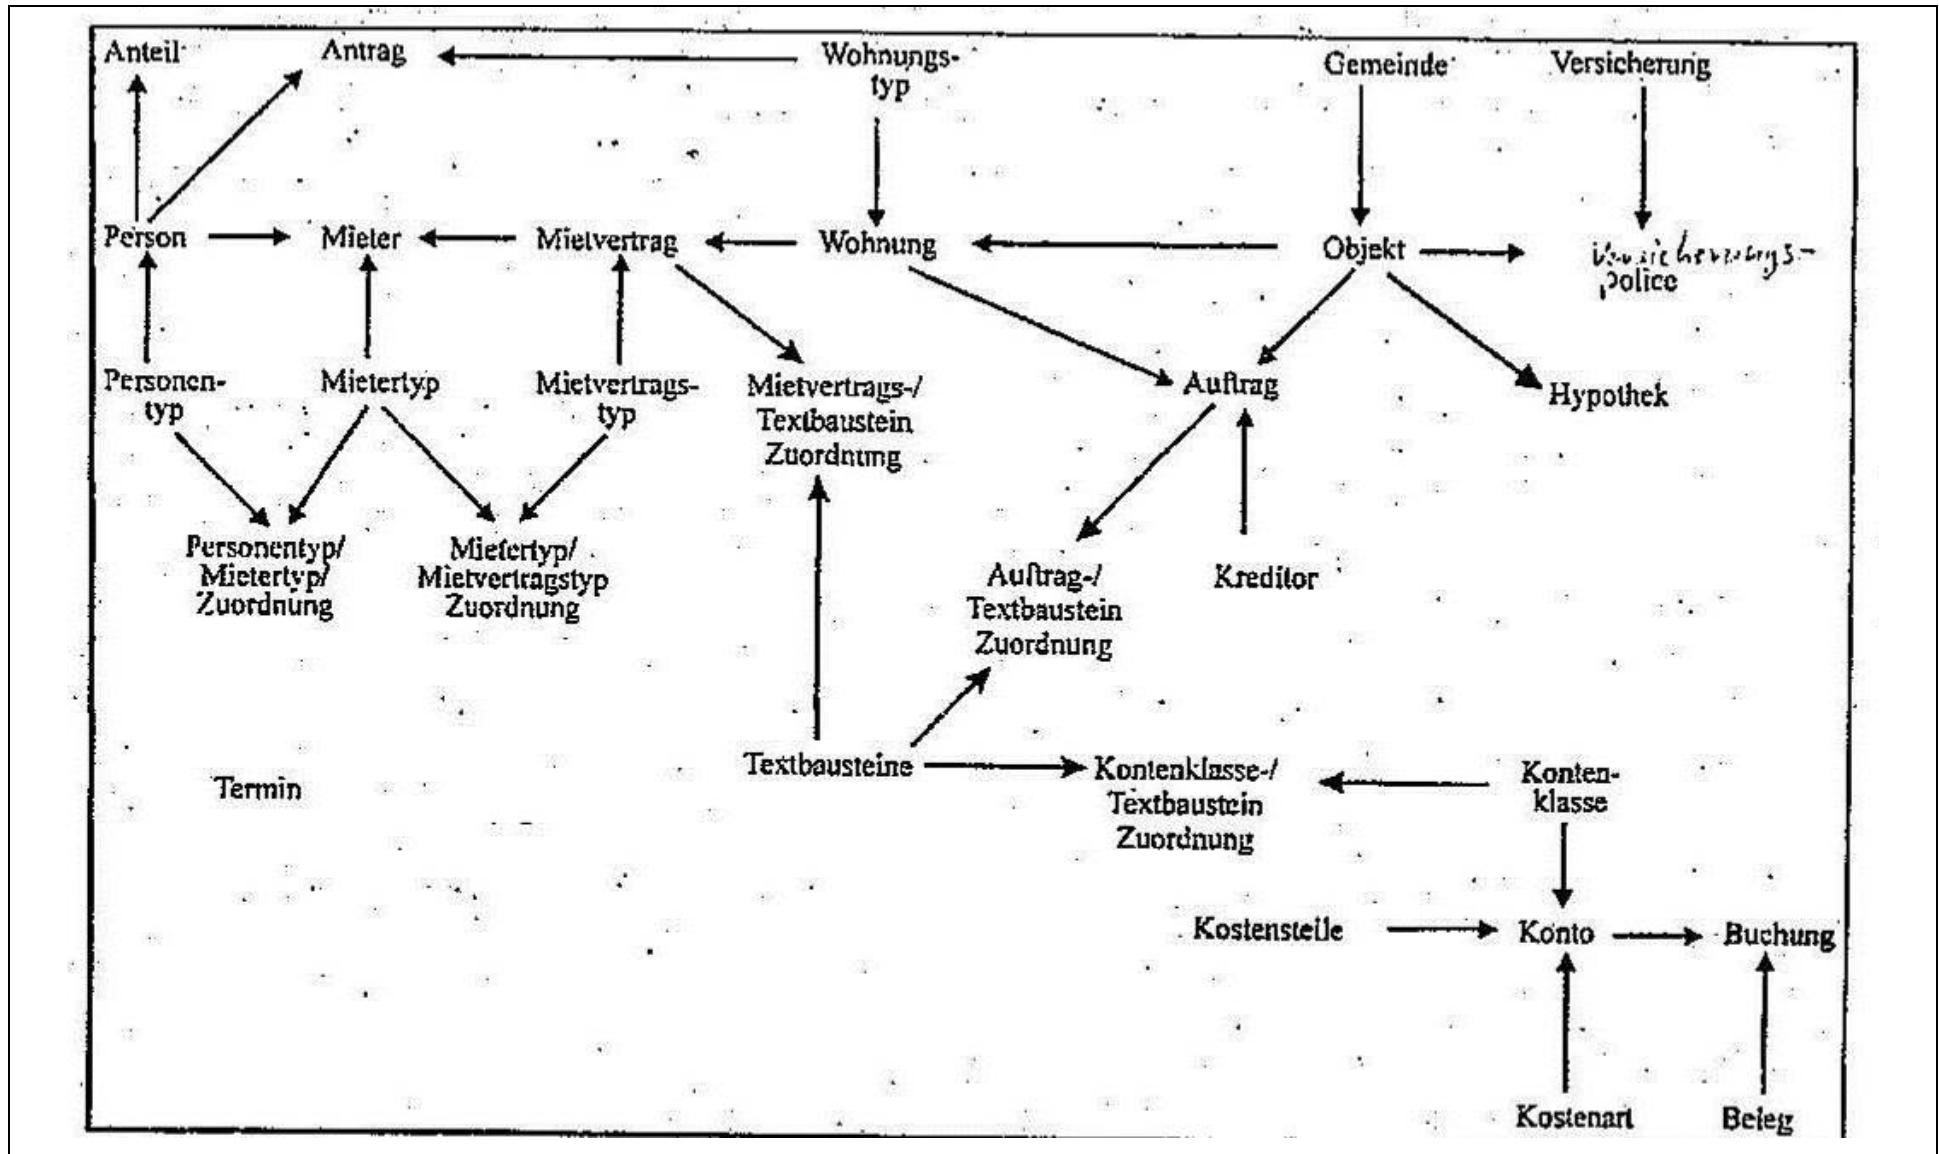 Anteil
Antrag
Wohnungs-
typ
Gemeinde
Versicherung
Person
Mieter
Mietvertrag
Wohnung
Objekt
Versicherungs-
police
Personen-
typ
Mietertyp
Mietvertrags-
typ
Mietvertrags-/
Textbaustein
Zuordnung
Auftrag
Hypothek
Personentyp/
Mietertyp/
Zuordnung
Mietertyp/
Mietvertragstyp
Zuordnung
Auftrag-/
Textbaustein
Zuordnung
Kreditor
Termin
Textbausteine
Kontenklasse-/
Textbaustein
Zuordnung
Konten-
klasse
Kostenstelle
Konto
Buchung
Kostenart
Beleg